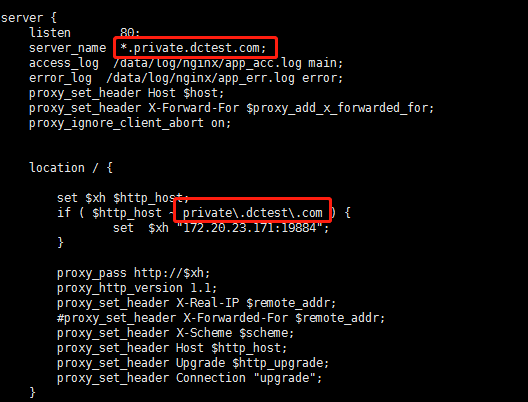 server {
listen 80;
server_name *.private.dctest.com;
access_log /data/log/nginx/app_acc.log main;
error_log /data/log/nginx/app_err.log error;
proxy_set_header Host $host;
proxy_set_header X-Forward-For $proxy_add_x_forwarded_for;
proxy_ignore_client_abort on;
location / {
set $xh $http_host;
if ( $http_host ~ private\.dctest\.com ) {
set $xh "172.20.23.171:19884";
}
proxy_pass http://$xh;
proxy_http_version 1.1;
proxy_set_header X-Real-IP $remote_addr;
#proxy_set_header X-Forwarded-For $remote_addr;
proxy_set_header X-Scheme $scheme;
proxy_set_header Host $http_host;
proxy_set_header Upgrade $http_upgrade;
proxy_set_header Connection "upgrade";
}